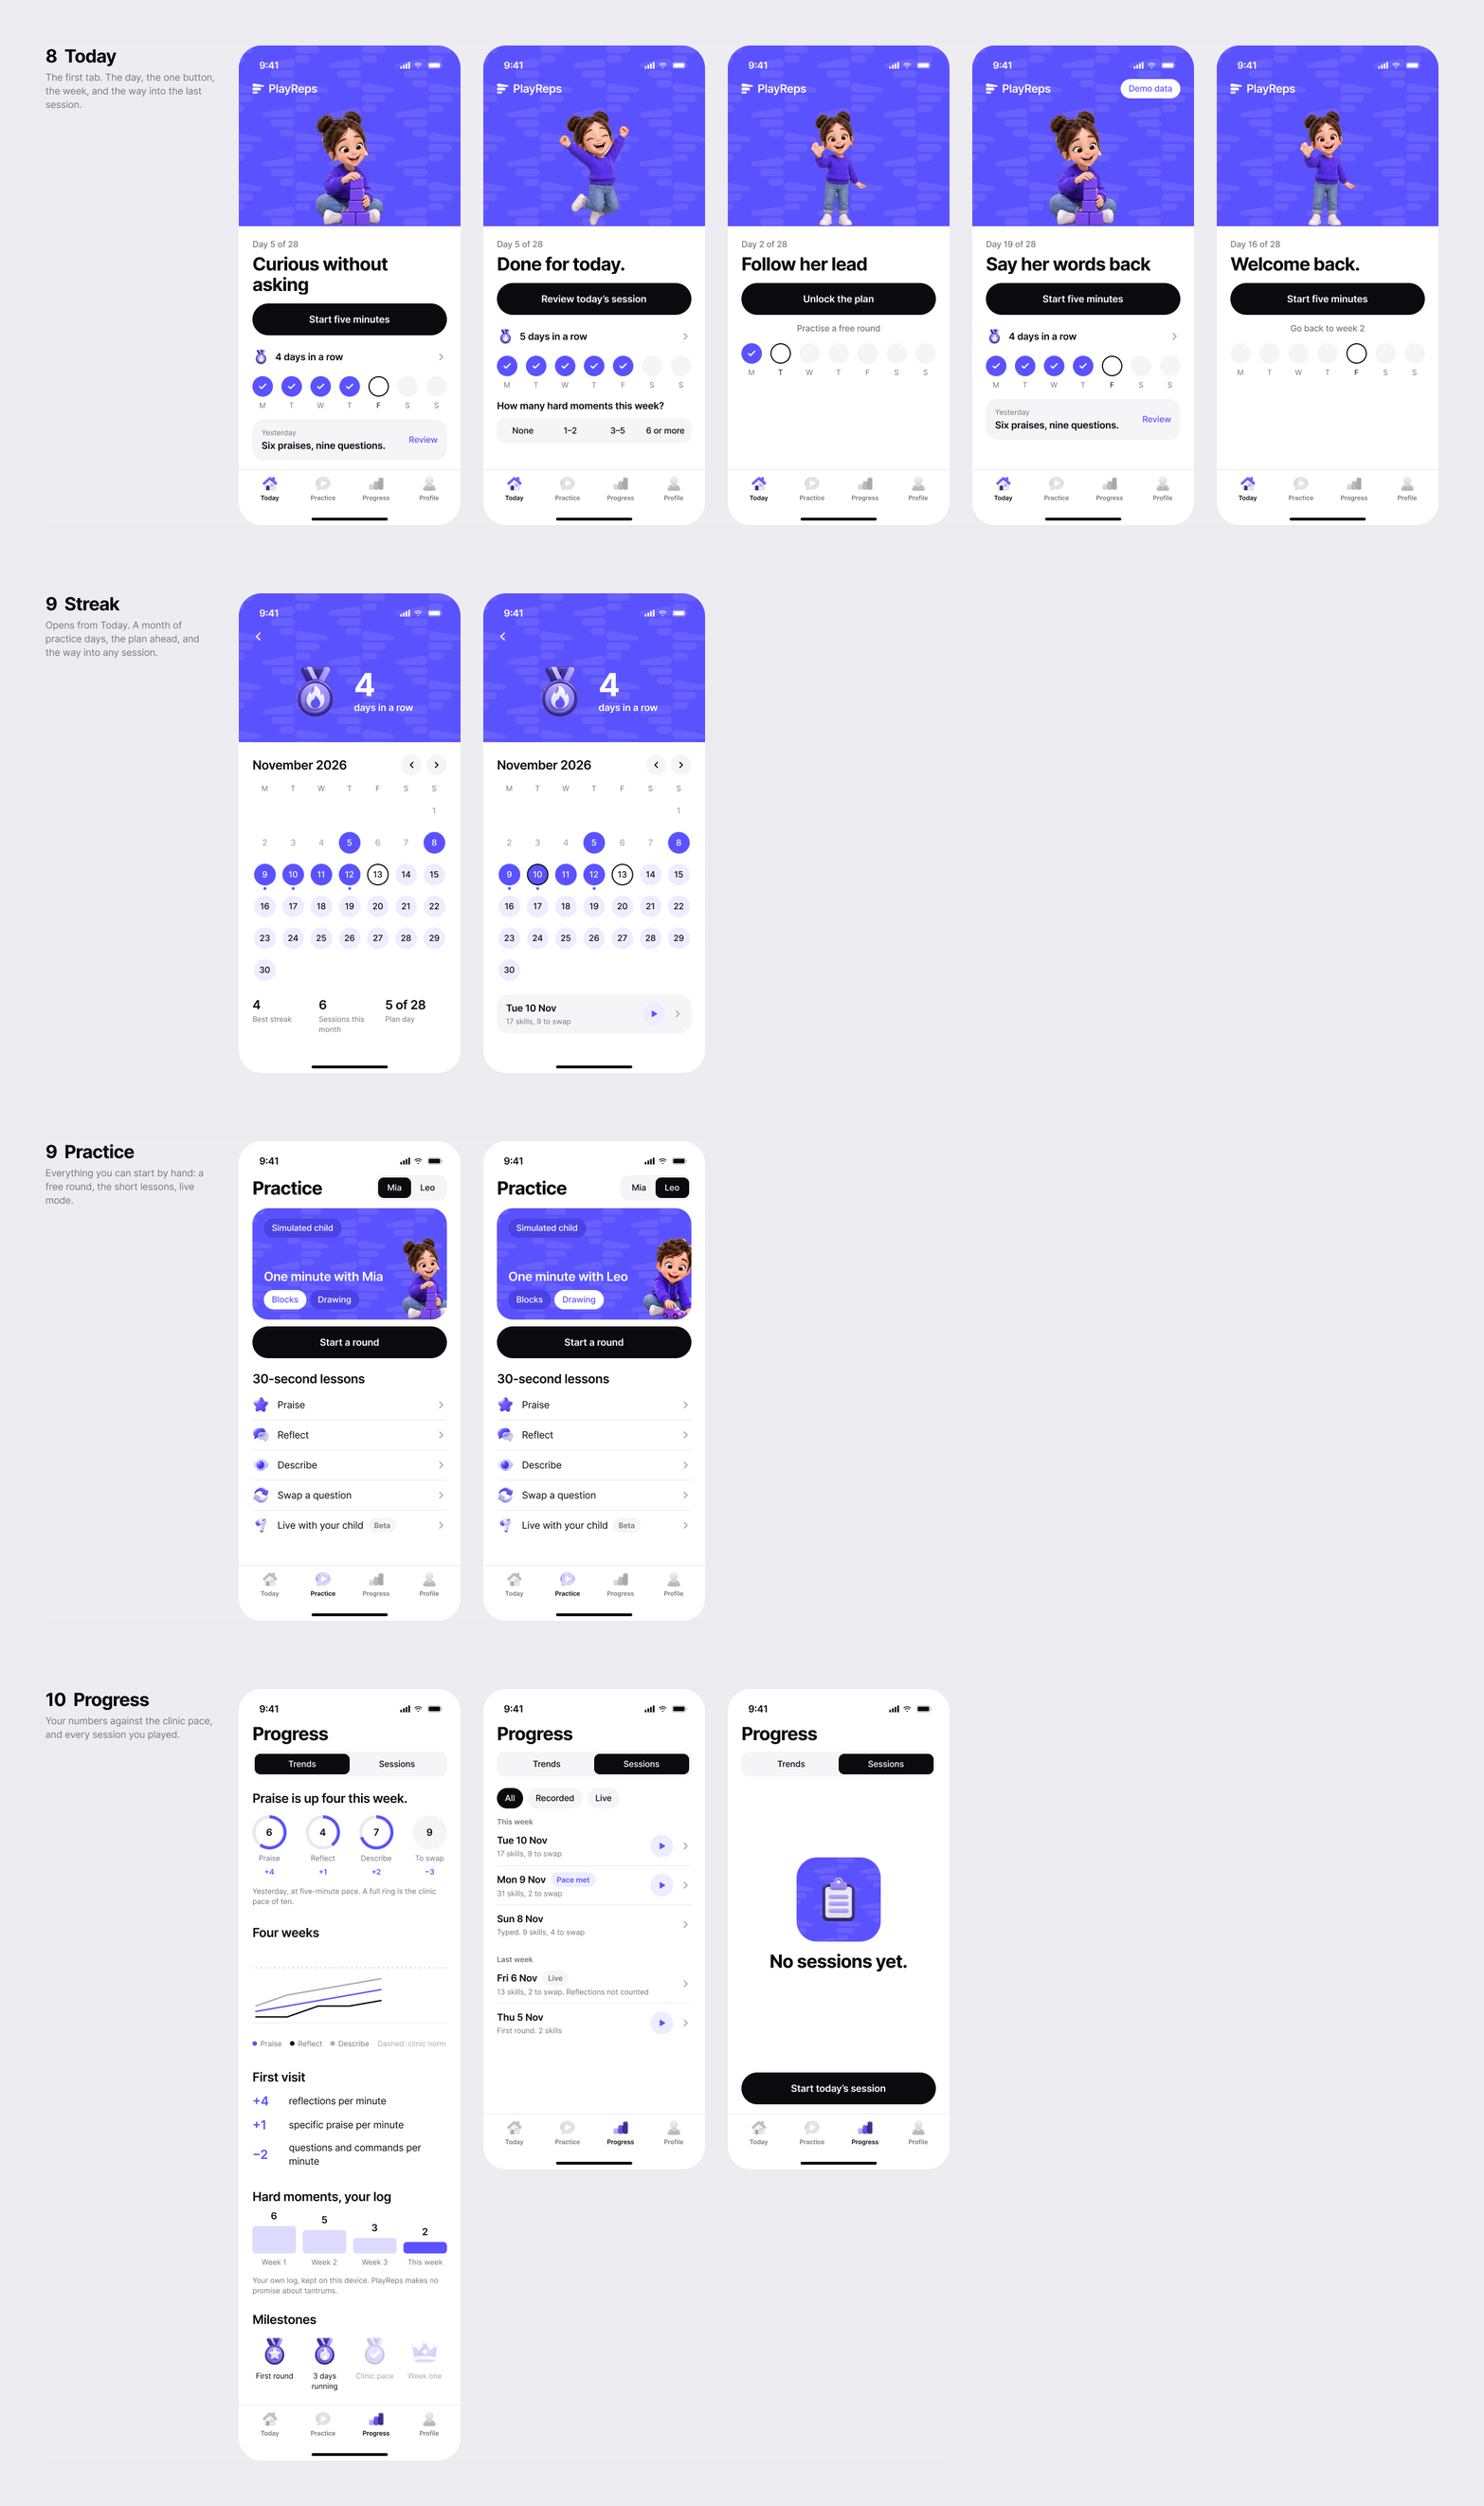 8 Today
The first tab. The day, the one button,
the week, and the way into the last
session.
9:41
PlayReps
Day 5 of 28
Curious without
asking
Start five minutes
4 days in a row
M T W T F S S
Yesterday
Six praises, nine questions.
Review
Today Practice Progress Profile
9:41
PlayReps
Day 5 of 28
Done for today.
Review today's session
5 days in a row
M T W T F S S
How many hard moments this week?
None 1–2 3–5 6 or more
Today Practice Progress Profile
9:41
PlayReps
Day 2 of 28
Follow her lead
Unlock the plan
Practise a free round
M T W T F S S
Today Practice Progress Profile
9:41
PlayReps
Demo data
Day 19 of 28
Say her words back
Start five minutes
4 days in a row
M T W T F S S
Yesterday
Six praises, nine questions.
Review
Today Practice Progress Profile
9:41
PlayReps
Day 16 of 28
Welcome back.
Start five minutes
Go back to week 2
M T W T F S S
Today Practice Progress Profile
9 Streak
Opens from Today. A month of
practice days, the plan ahead, and
the way into any session.
9:41
4
days in a row
November 2026
M T W T F S S
1
2 3 4 5 6 7 8
9 10 11 12 13 14 15
16 17 18 19 20 21 22
23 24 25 26 27 28 29
30
4 6 5 of 28
Best streak Sessions this Plan day
month
9:41
4
days in a row
November 2026
M T W T F S S
1
2 3 4 5 6 7 8
9 10 11 12 13 14 15
16 17 18 19 20 21 22
23 24 25 26 27 28 29
30
Tue 10 Nov
17 skills, 9 to swap
9 Practice
Everything you can start by hand: a
free round, the short lessons, live
mode.
9:41
Practice
Mia Leo
Simulated child
One minute with Mia
Blocks Drawing
Start a round
30-second lessons
Praise
Reflect
Describe
Swap a question
Live with your child Beta
Today Practice Progress Profile
9:41
Practice
Mia Leo
Simulated child
One minute with Leo
Blocks Drawing
Start a round
30-second lessons
Praise
Reflect
Describe
Swap a question
Live with your child Beta
Today Practice Progress Profile
10 Progress
Your numbers against the clinic pace,
and every session you played.
9:41
Progress
Trends Sessions
Praise is up four this week.
6 4 7 9
Praise Reflect Describe To swap
+4 +1 +2 −3
Yesterday, at five-minute pace. A full ring is the clinic
pace of ten.
Four weeks
Praise Reflect Describe Dashed: clinic norm
First visit
+4 reflections per minute
+1 specific praise per minute
−2 questions and commands per
minute
Hard moments, your log
6 5 3 2
Week 1 Week 2 Week 3 This week
Your own log, kept on this device. PlayReps makes no
promise about tantrums.
Milestones
First round 3 days Clinic pace Week one
running
Today Practice Progress Profile
9:41
Progress
Trends Sessions
All Recorded Live
This week
Tue 10 Nov
17 skills, 9 to swap
Mon 9 Nov Pace met
31 skills, 2 to swap
Sun 8 Nov
Typed. 9 skills, 4 to swap
Last week
Fri 6 Nov Live
13 skills, 2 to swap. Reflections not counted
Thu 5 Nov
First round. 2 skills
Today Practice Progress Profile
9:41
Progress
Trends Sessions
No sessions yet.
Start today's session
Today Practice Progress Profile